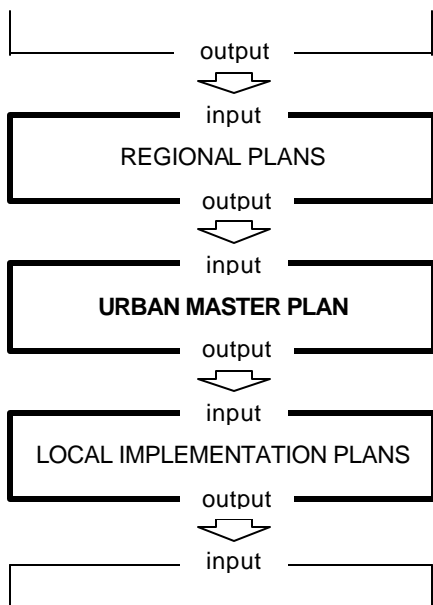 output
input
REGIONAL PLANS
output
input
URBAN MASTER PLAN
output
input
LOCAL IMPLEMENTATION PLANS
output
input